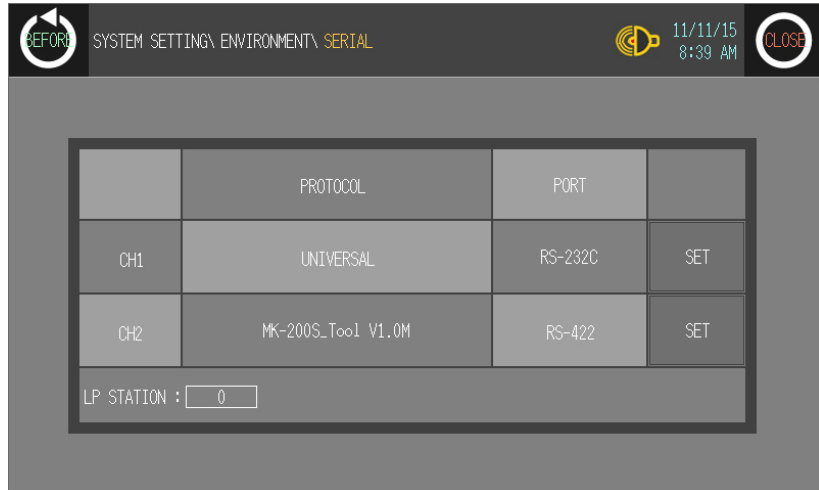 BEFORE
SYSTEM SETTING\ ENVIRONMENT\ SERIAL
11/11/15
8:39 AM
CLOSE
PROTOCOL PORT
CH1 UNIVERSAL RS-232C SET
CH2 MK-200S_Tool V1.0M RS-422 SET
LP STATION : 0